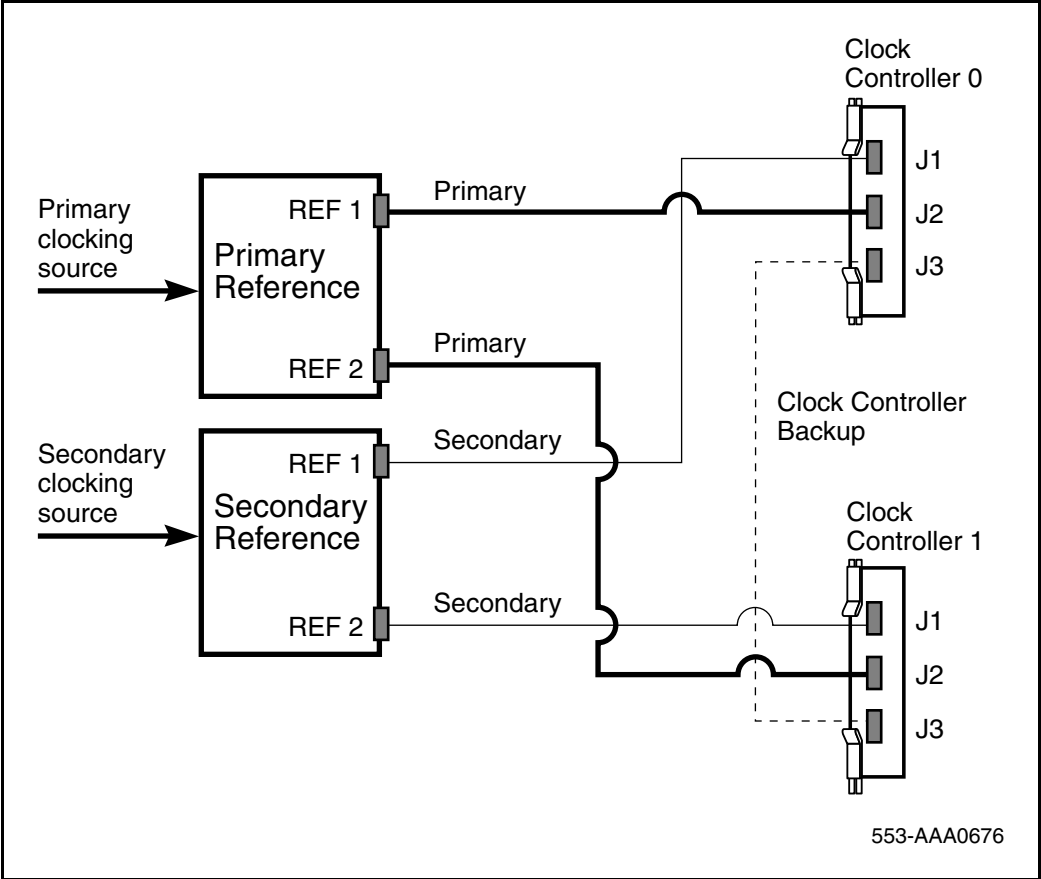 Clock
Controller 0
J1
J2
J3
Primary
clocking
source
REF 1
Primary
Reference
REF 2
Primary
Primary
Clock Controller
Backup
Secondary
clocking
source
REF 1
Secondary
Reference
REF 2
Secondary
Secondary
Clock
Controller 1
J1
J2
J3
553-AAA0676